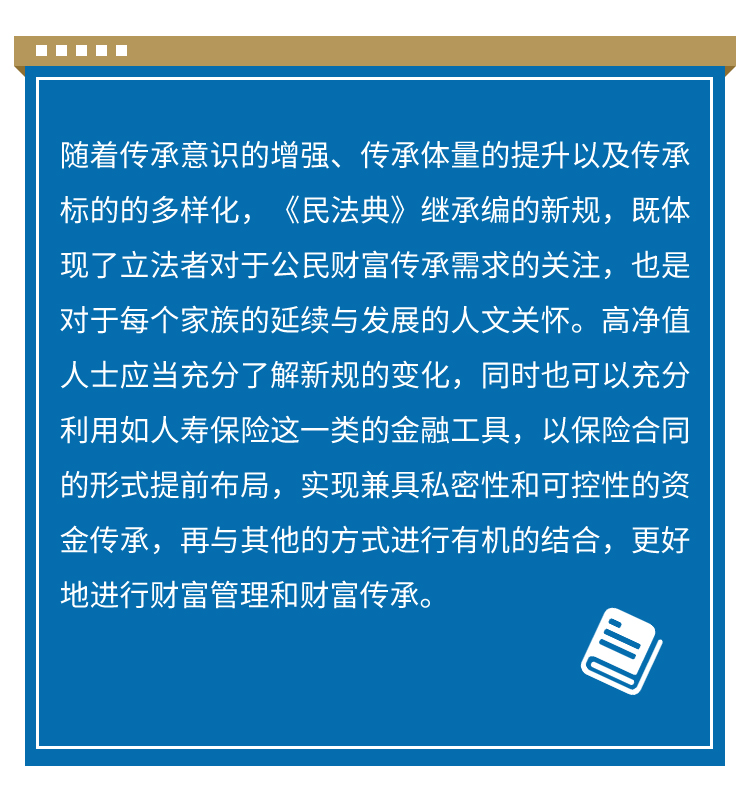 随着传承意识的增强、传承体量的提升以及传承
标的的多样化，《民法典》继承编的新规，既体
现了立法者对于公民财富传承需求的关注，也是
对于每个家族的延续与发展的人文关怀。高净值
人士应当充分了解新规的变化，同时也可以充分
利用如人寿保险这一类的金融工具，以保险合同
的形式提前布局，实现兼具私密性和可控性的资
金传承，再与其他的方式进行有机的结合，更好
地进行财富管理和财富传承。